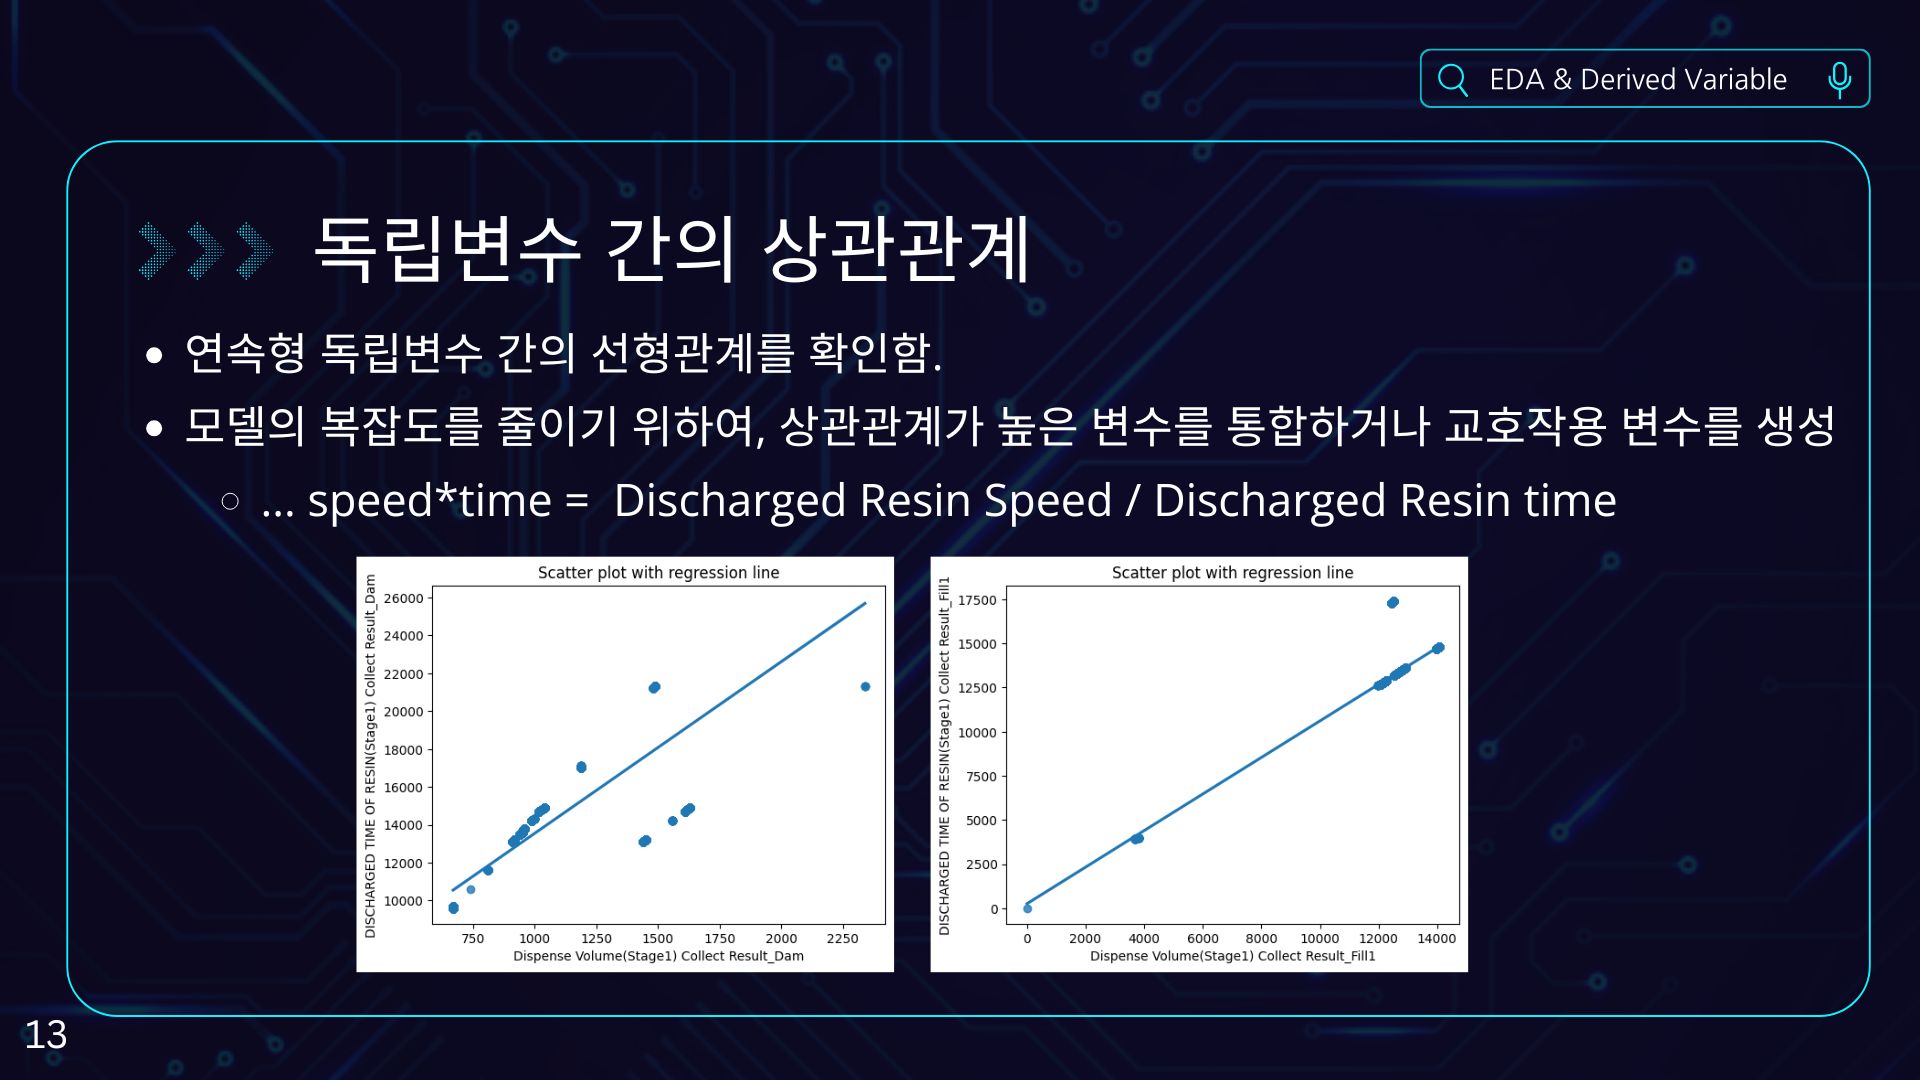 EDA & Derived Variable
독립변수 간의 상관관계
• 연속형 독립변수 간의 선형관계를 확인함.
• 모델의 복잡도를 줄이기 위하여, 상관관계가 높은 변수를 통합하거나 교호작용 변수를 생성
○ ... speed*time = Discharged Resin Speed / Discharged Resin time
Scatter plot with regression line
DISCHARGED TIME OF RESIN(Stage1) Collect Result_Dam
26000
24000
22000
20000
18000
16000
14000
12000
10000
750 1000 1250 1500 1750 2000 2250
Dispense Volume(Stage1) Collect Result_Dam
Scatter plot with regression line
DISCHARGED TIME OF RESIN(Stage1) Collect Result_Fill1
17500
15000
12500
10000
7500
5000
2500
0
0 2000 4000 6000 8000 10000 12000 14000
Dispense Volume(Stage1) Collect Result_Fill1
13